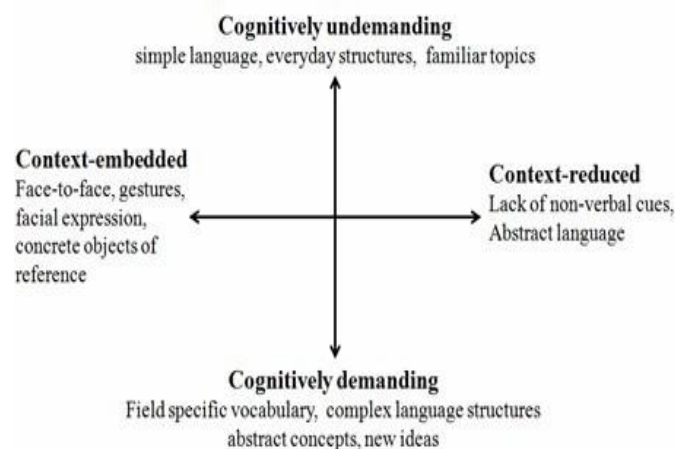 Cognitively undemanding
simple language, everyday structures, familiar topics
Context-embedded
Face-to-face, gestures,
facial expression,
concrete objects of
reference
Context-reduced
Lack of non-verbal cues,
Abstract language
Cognitively demanding
Field specific vocabulary, complex language structures
abstract concepts, new ideas